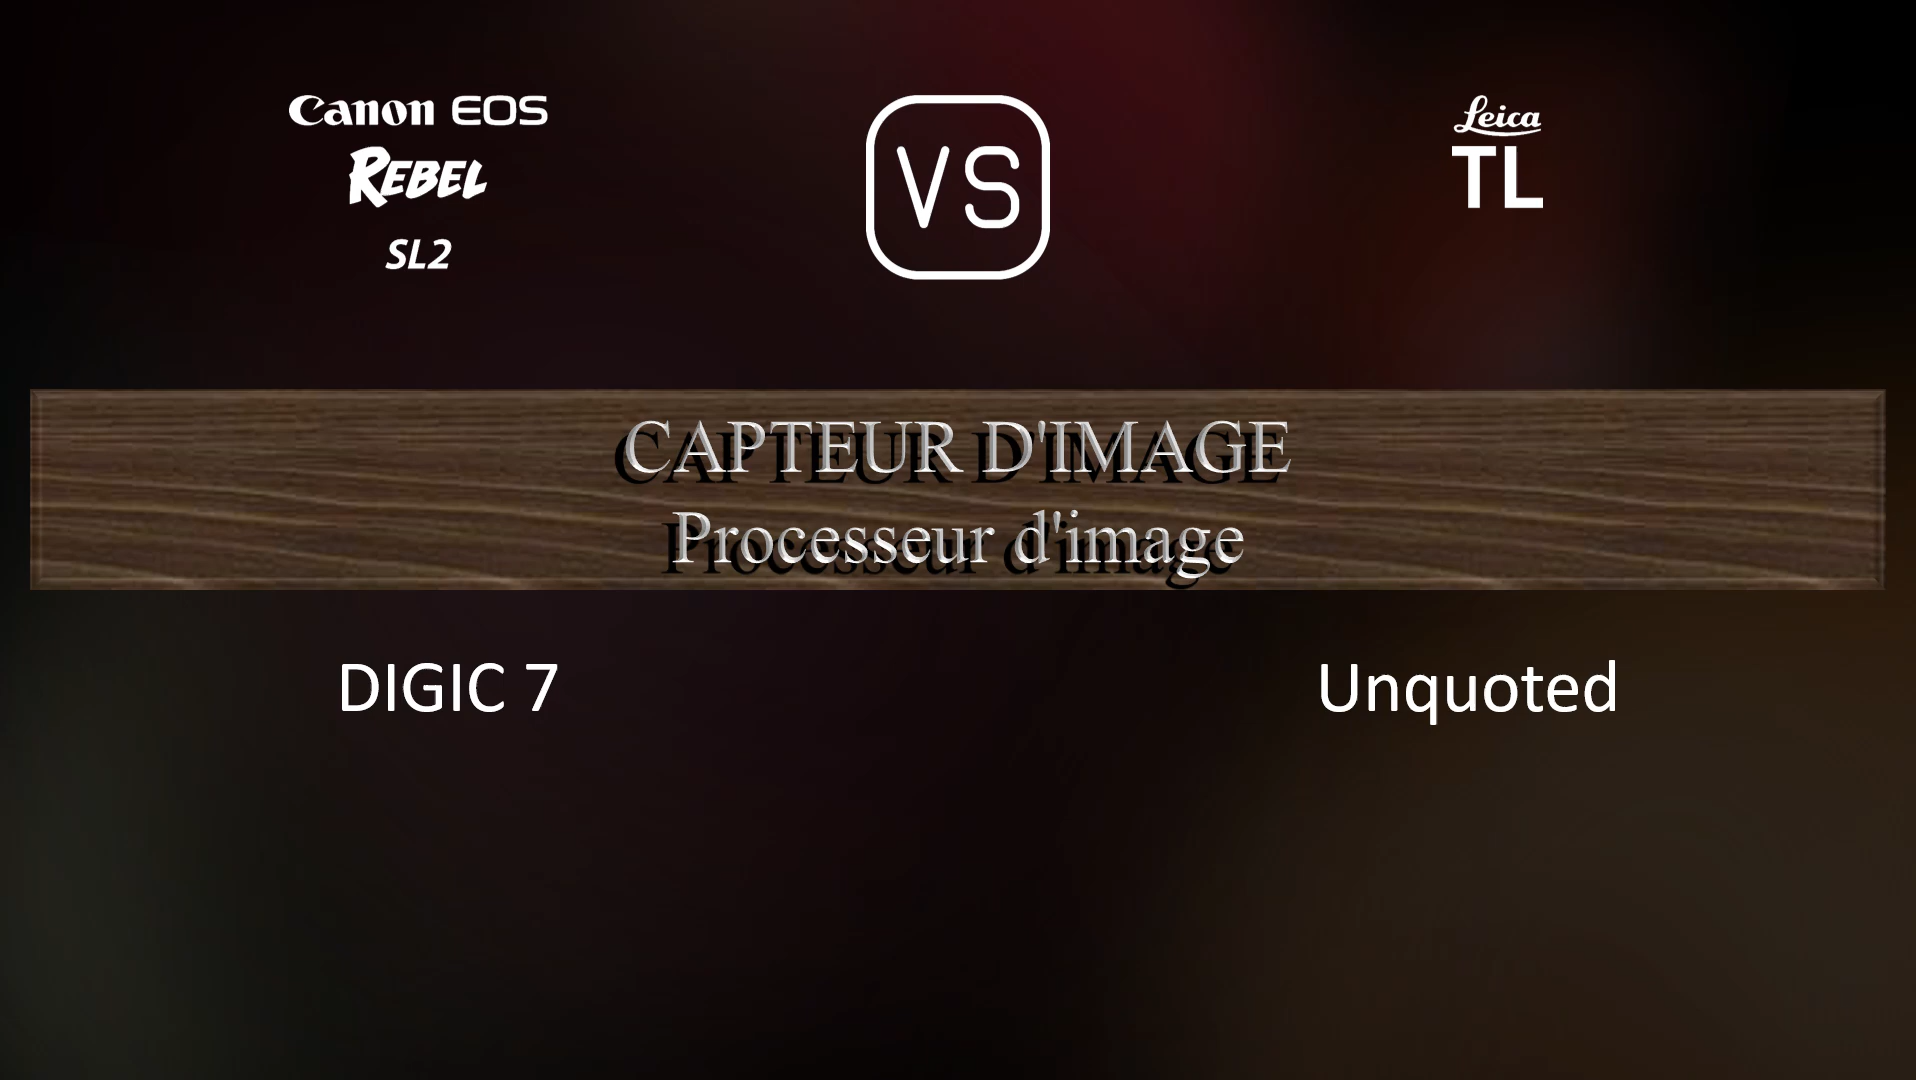 Canon EOS
REBEL
SL2
VS
Leica
TL
CAPTEUR D'IMAGE
Processeur d'image
DIGIC 7
Unquoted